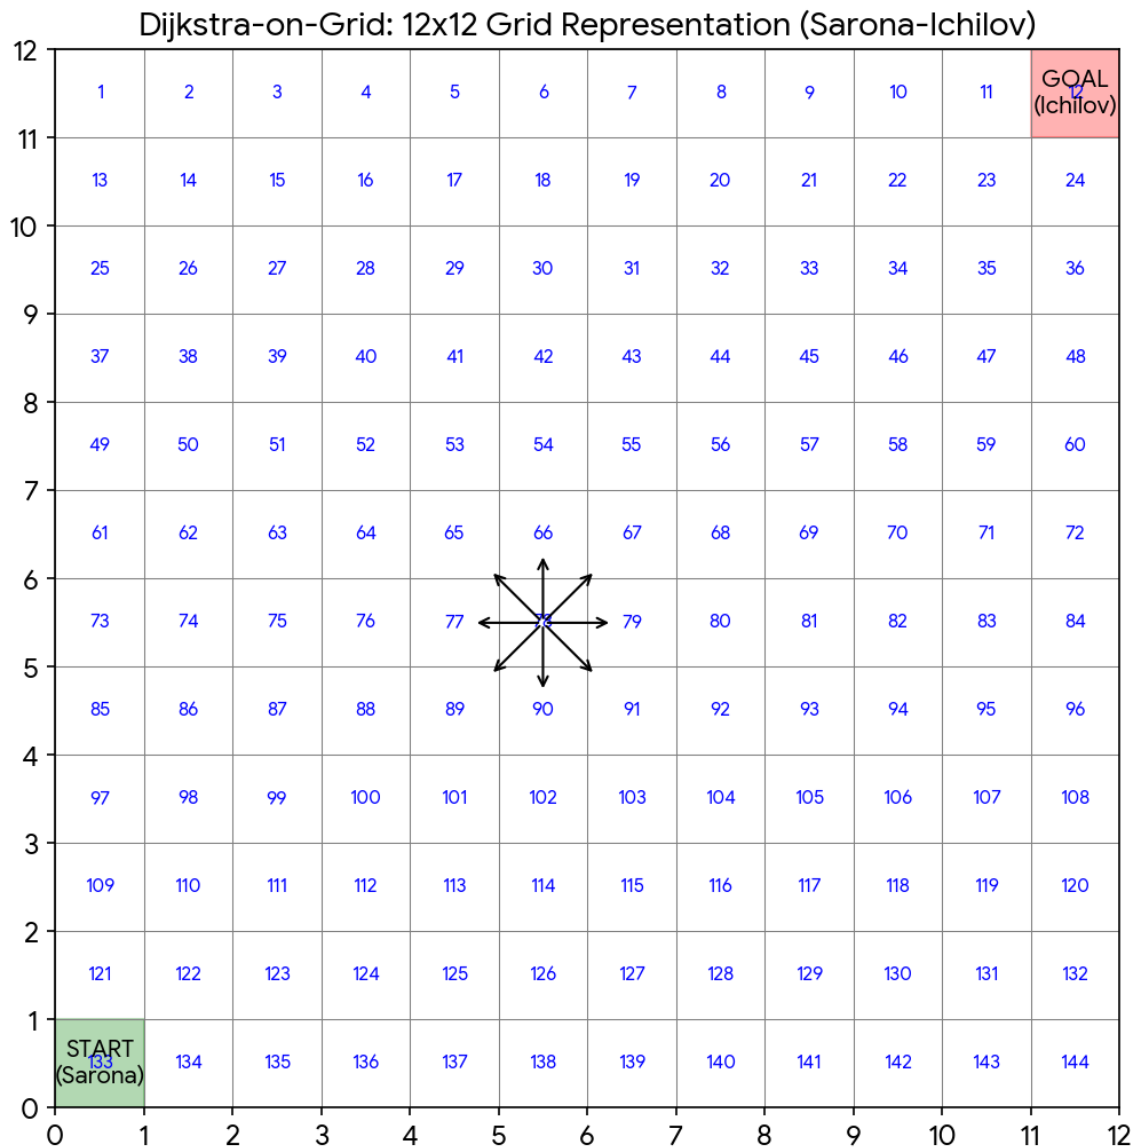 Dijkstra-on-Grid: 12x12 Grid Representation (Sarona-Ichilov)
12
1 2 3 4 5 6 7 8 9 10 11 12
GOAL
(Ichilov)
11
13 14 15 16 17 18 19 20 21 22 23 24
10
25 26 27 28 29 30 31 32 33 34 35 36
9
37 38 39 40 41 42 43 44 45 46 47 48
8
49 50 51 52 53 54 55 56 57 58 59 60
7
61 62 63 64 65 66 67 68 69 70 71 72
6
73 74 75 76 77 78 79 80 81 82 83 84
5
85 86 87 88 89 90 91 92 93 94 95 96
4
97 98 99 100 101 102 103 104 105 106 107 108
3
109 110 111 112 113 114 115 116 117 118 119 120
2
121 122 123 124 125 126 127 128 129 130 131 132
1
START
(Sarona)
133 134 135 136 137 138 139 140 141 142 143 144
0
0 1 2 3 4 5 6 7 8 9 10 11 12